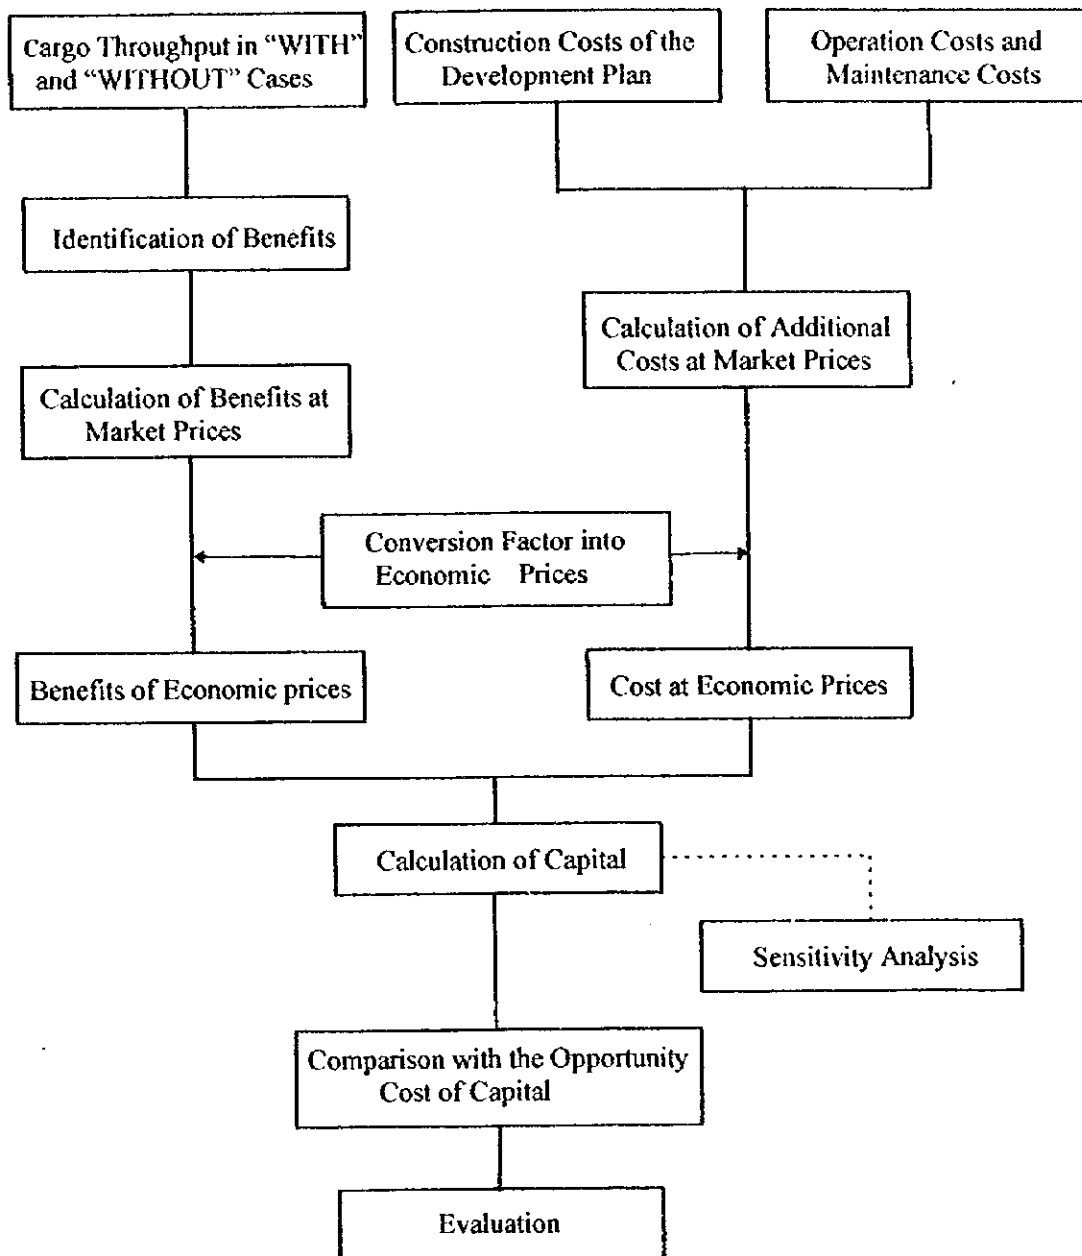 Cargo Throughput in “WITH”
and “WITHOUT” Cases
Construction Costs of the
Development Plan
Operation Costs and
Maintenance Costs
Identification of Benefits
Calculation of Additional
Costs at Market Prices
Calculation of Benefits at
Market Prices
Conversion Factor into
Economic Prices
Benefits of Economic prices
Cost at Economic Prices
Calculation of Capital
Sensitivity Analysis
Comparison with the Opportunity
Cost of Capital
Evaluation